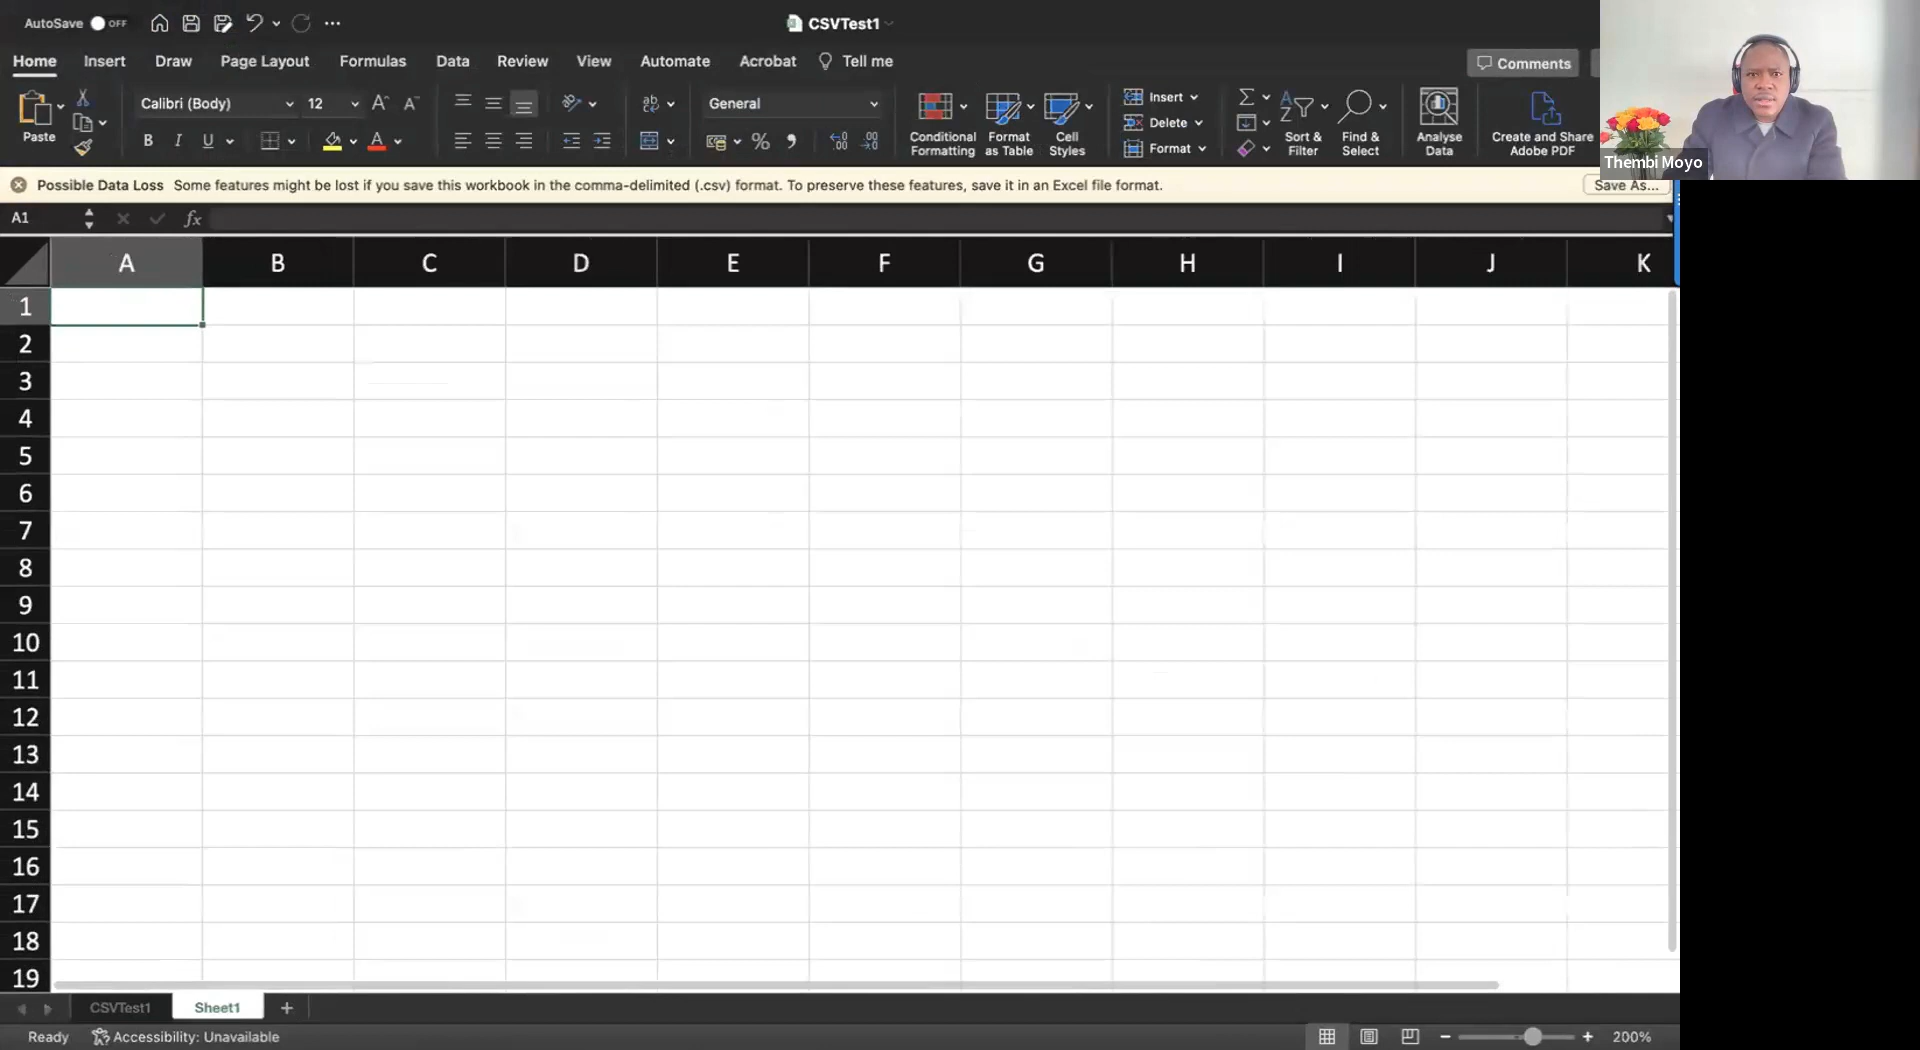 AutoSave OFF CSVTest1
Home Insert Draw Page Layout Formulas Data Review View Automate Acrobat Tell me Comments
Paste Calibri (Body) 12 General Conditional Formatting Format as Table Cell Styles Insert Delete Format Sort & Filter Find & Select Analyse Data Create and Share Adobe PDF
B I U
Thembi Moyo
Possible Data Loss Some features might be lost if you save this workbook in the comma-delimited (.csv) format. To preserve these features, save it in an Excel file format. Save As...
A1 fx
A B C D E F G H I J K
1
2
3
4
5
6
7
8
9
10
11
12
13
14
15
16
17
18
19
CSVTest1 Sheet1 +
Ready Accessibility: Unavailable 200%